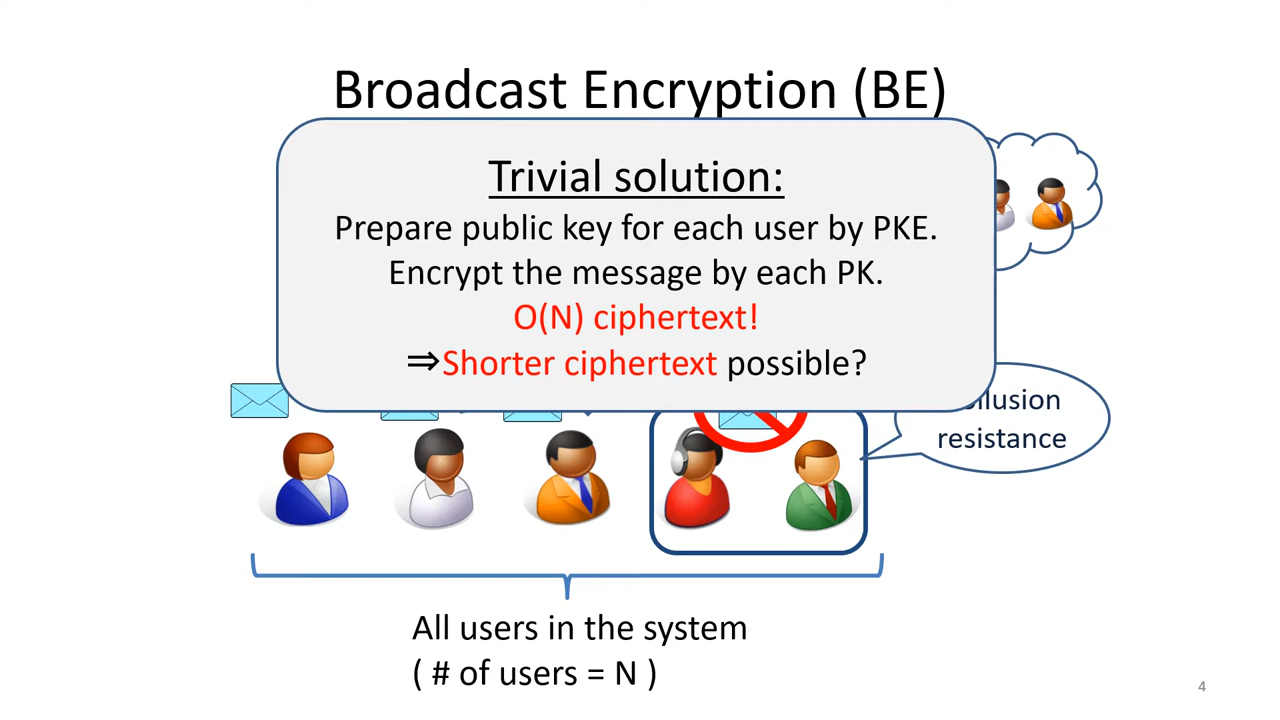 Broadcast Encryption (BE)
Trivial solution:
Prepare public key for each user by PKE.
Encrypt the message by each PK.
O(N) ciphertext!
⇒Shorter ciphertext possible?
resistance
All users in the system
( # of users = N )
4